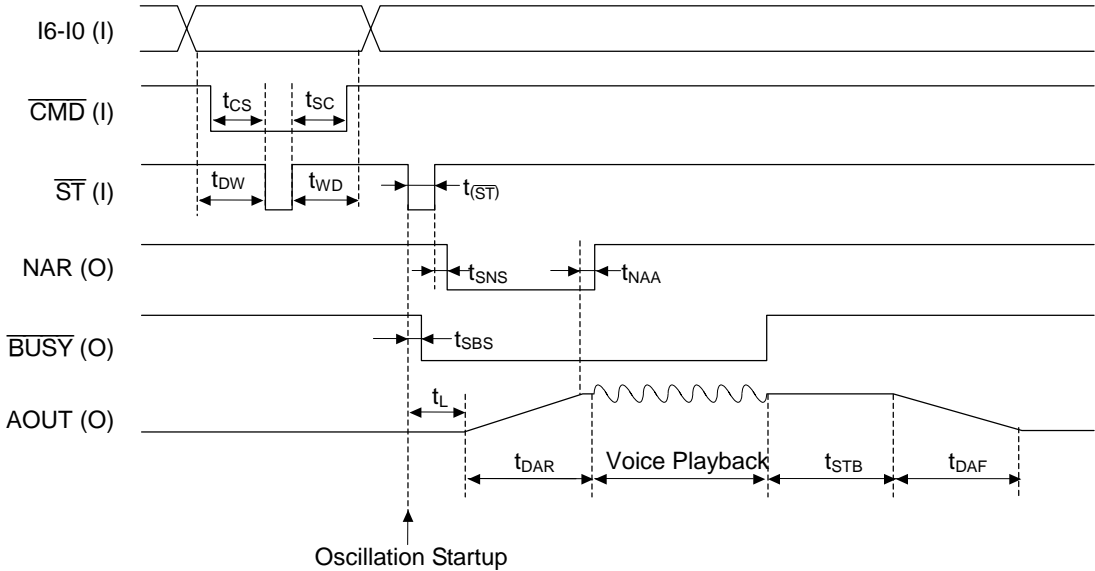 I6-I0 (I)
CMD (I)
tCS
tSC
ST (I)
tDW
tWD
t(ST)
NAR (O)
tSNS
tNAA
BUSY (O)
tSBS
AOUT (O)
tL
tDAR
Voice Playback
tSTB
tDAF
Oscillation Startup